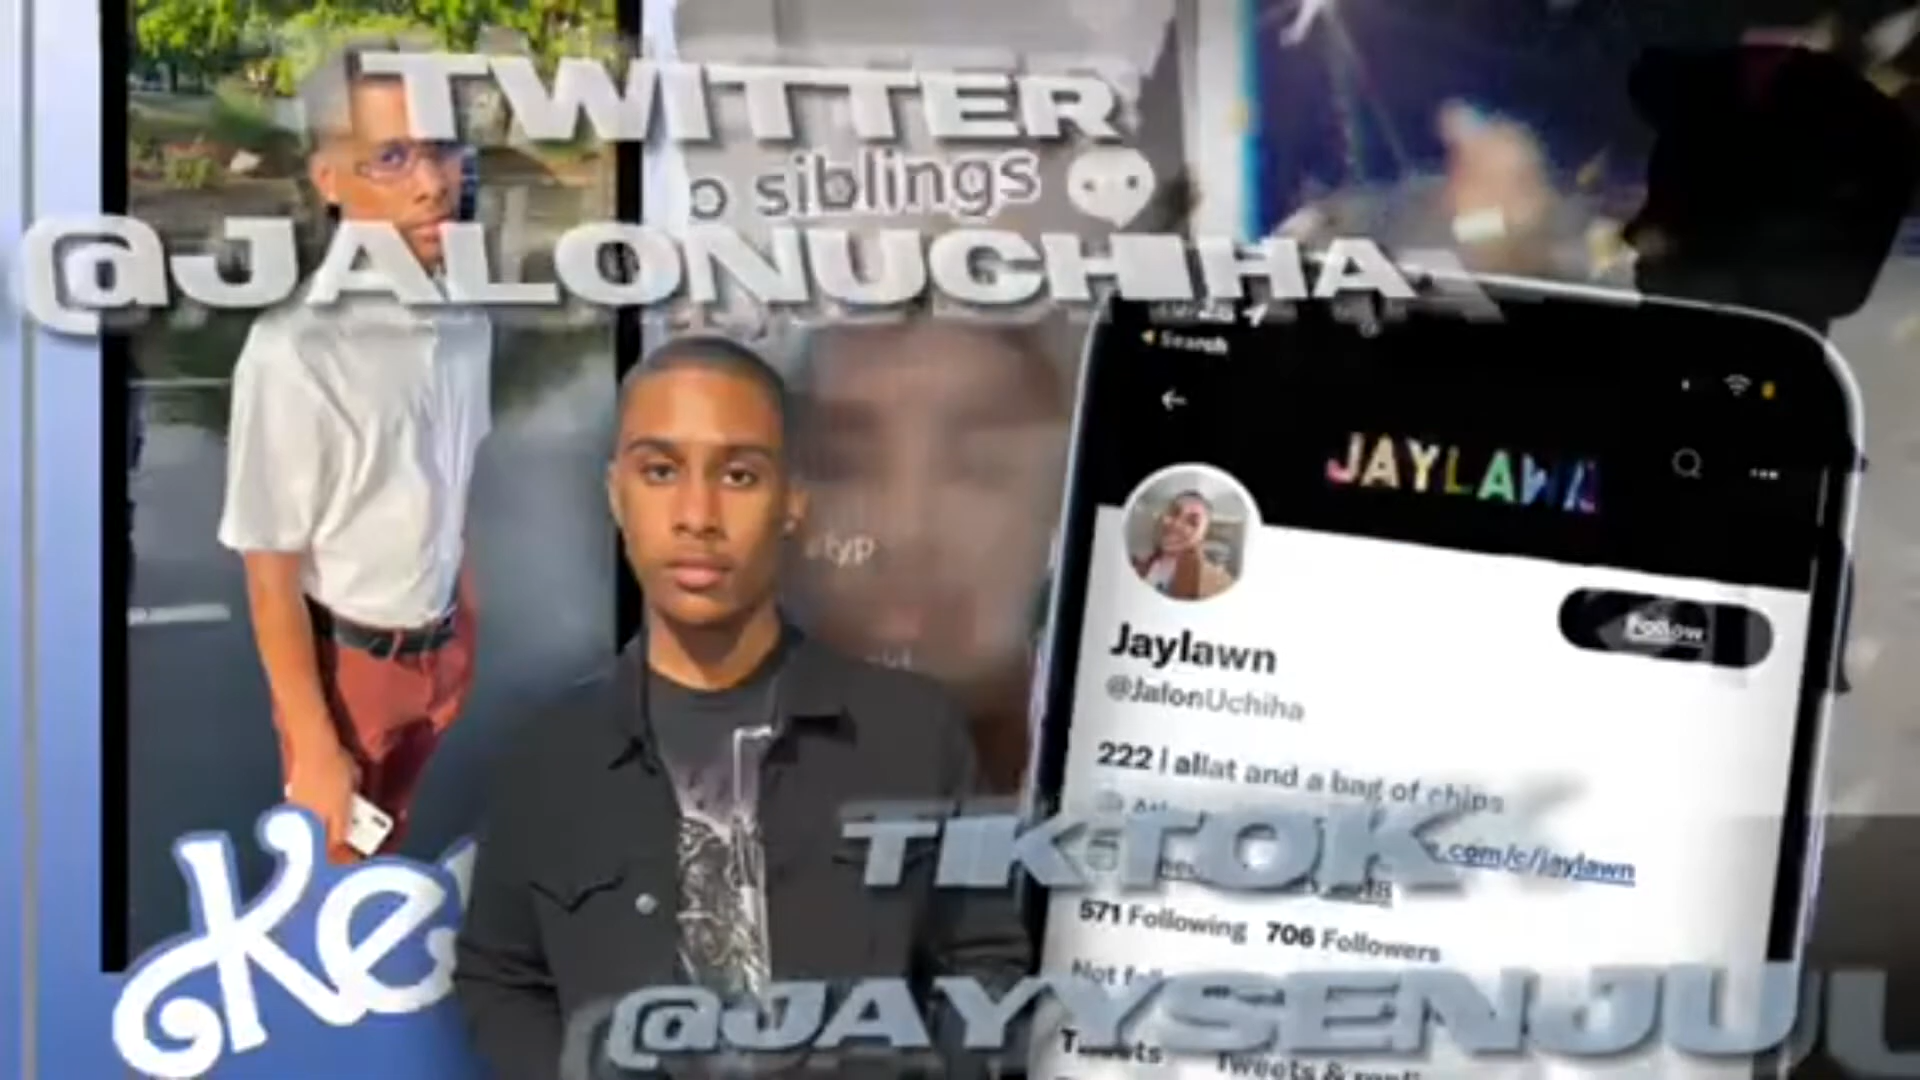 TWITTER
siblings
@JALONUCHIHA
Search
JAYLAWN
Follow
Jaylawn
@JalonUchiha
222 | allat and a bag of chips
.com/c/jaylawn
571 Following 706 Followers
TIKTOK
@JAYYSENJU
Tweets Tweets &